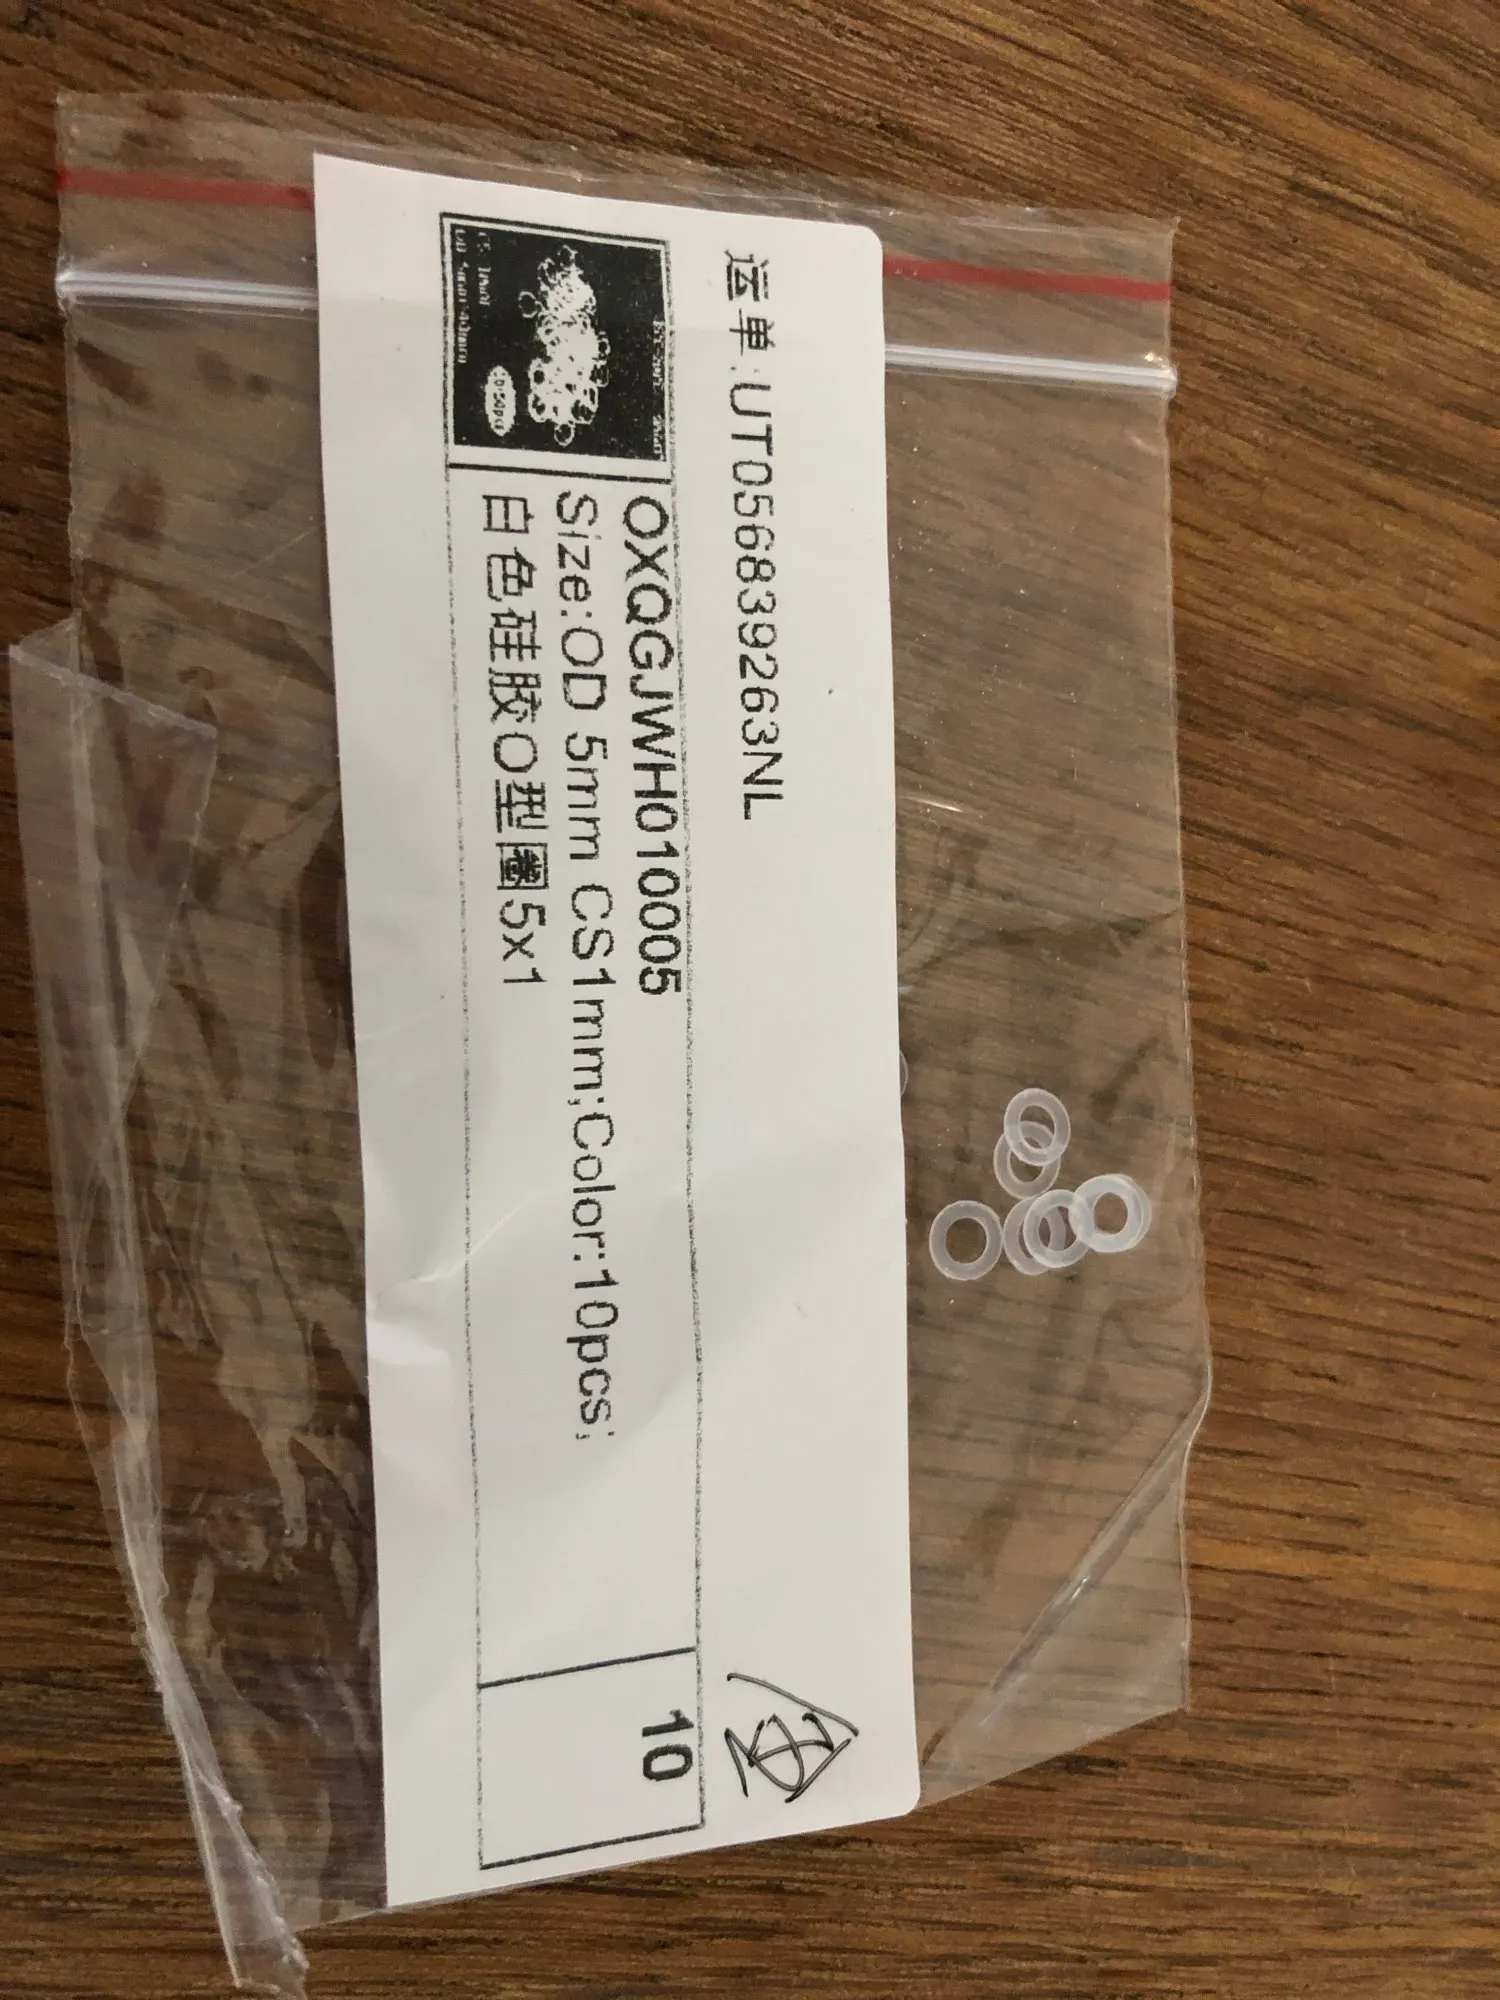 运单:UT056839263NL
OXQGJWH010005
Size:OD 5mm CS1mm;Color:10pcs;
白色硅胶O型圈5x1
10